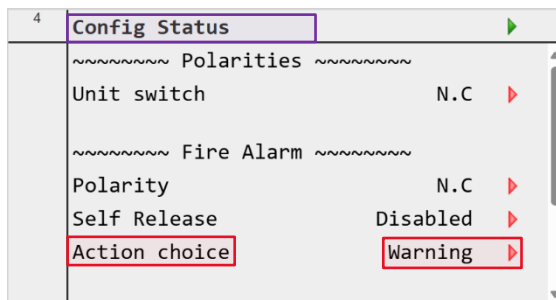 4
Config Status
~~~~~~~~ Polarities ~~~~~~~~
Unit switch N.C
~~~~~~~~ Fire Alarm ~~~~~~~~
Polarity N.C
Self Release Disabled
Action choice Warning